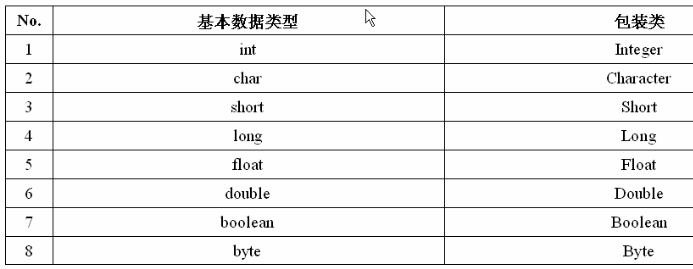 No. 基本数据类型 包装类
1 int Integer
2 char Character
3 short Short
4 long Long
5 float Float
6 double Double
7 boolean Boolean
8 byte Byte